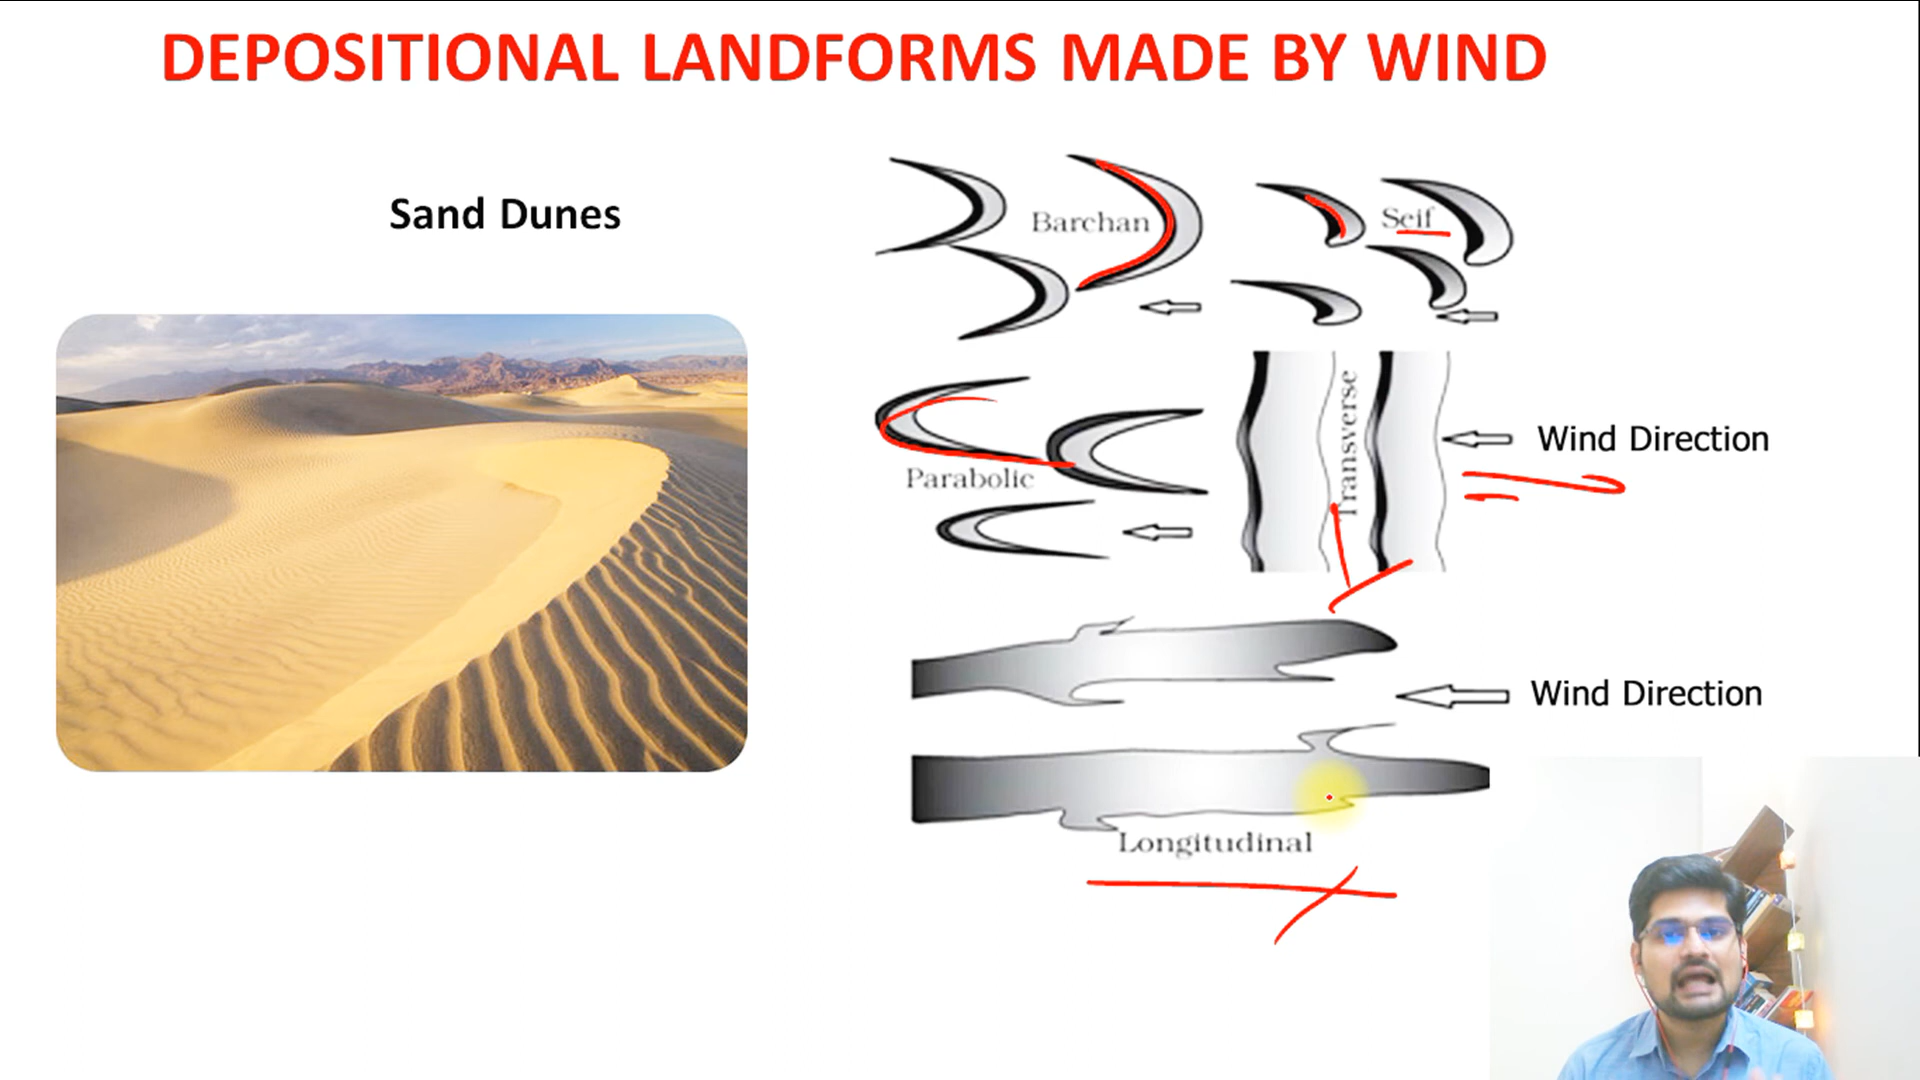 DEPOSITIONAL LANDFORMS MADE BY WIND
Sand Dunes
Barchan
Seif
Parabolic
Transverse
Wind Direction
Wind Direction
Longitudinal